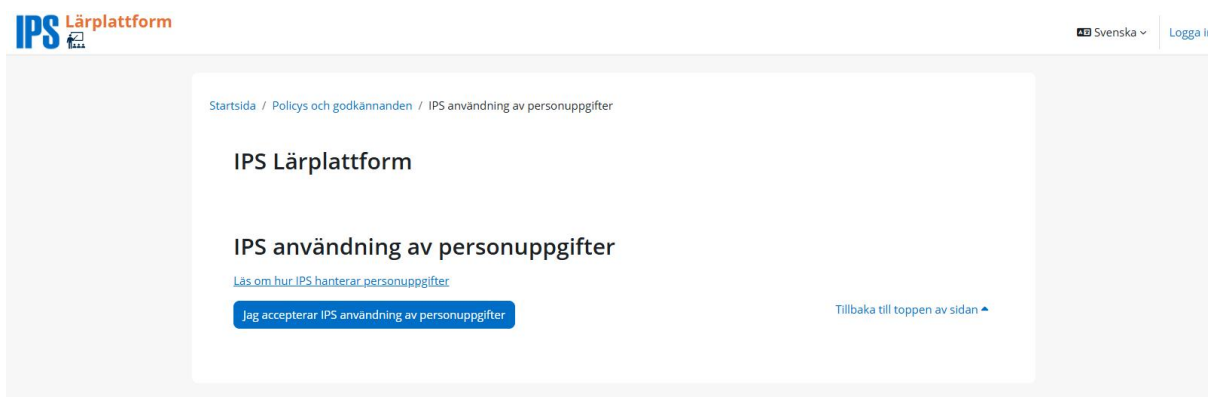 IPS Lärplattform
Svenska
Logga
Startsida / Policys och godkännanden / IPS användning av personuppgifter
IPS Lärplattform
IPS användning av personuppgifter
Läs om hur IPS hanterar personuppgifter
Jag accepterar IPS användning av personuppgifter
Tillbaka till toppen av sidan